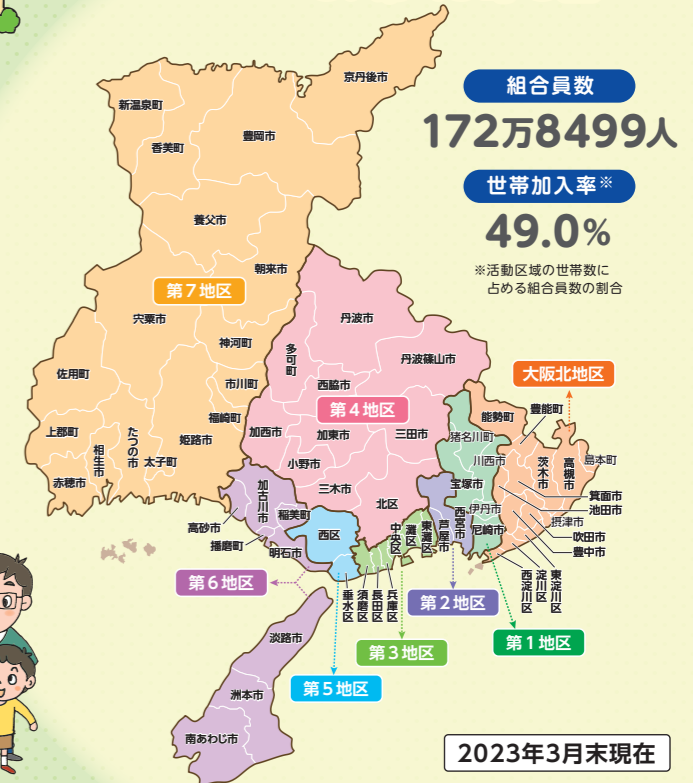 組合員数
172万8499人
世帯加入率※
49.0%
※活動区域の世帯数に
占める組合員数の割合
京丹後市
新温泉町
香美町
豊岡市
養父市
朝来市
第7地区
宍粟市
神河町
佐用町
市川町
福崎町
上郡町
相生市
たつの市
姫路市
赤穂市
太子町
丹波市
多可町
丹波篠山市
西脇市
第4地区
加西市
加東市
三田市
小野市
三木市
北区
大阪北地区
能勢町
豊能町
猪名川町
川西市
茨木市
高槻市
島本町
宝塚市
箕面市
池田市
伊丹市
摂津市
西宮市
尼崎市
吹田市
豊中市
芦屋市
東灘区
灘区
中央区
加古川市
稲美町
西区
高砂市
播磨町
明石市
第6地区
垂水区
須磨区
長田区
兵庫区
西淀川区
淀川区
東淀川区
第2地区
第1地区
第3地区
第5地区
淡路市
洲本市
南あわじ市
2023年3月末現在